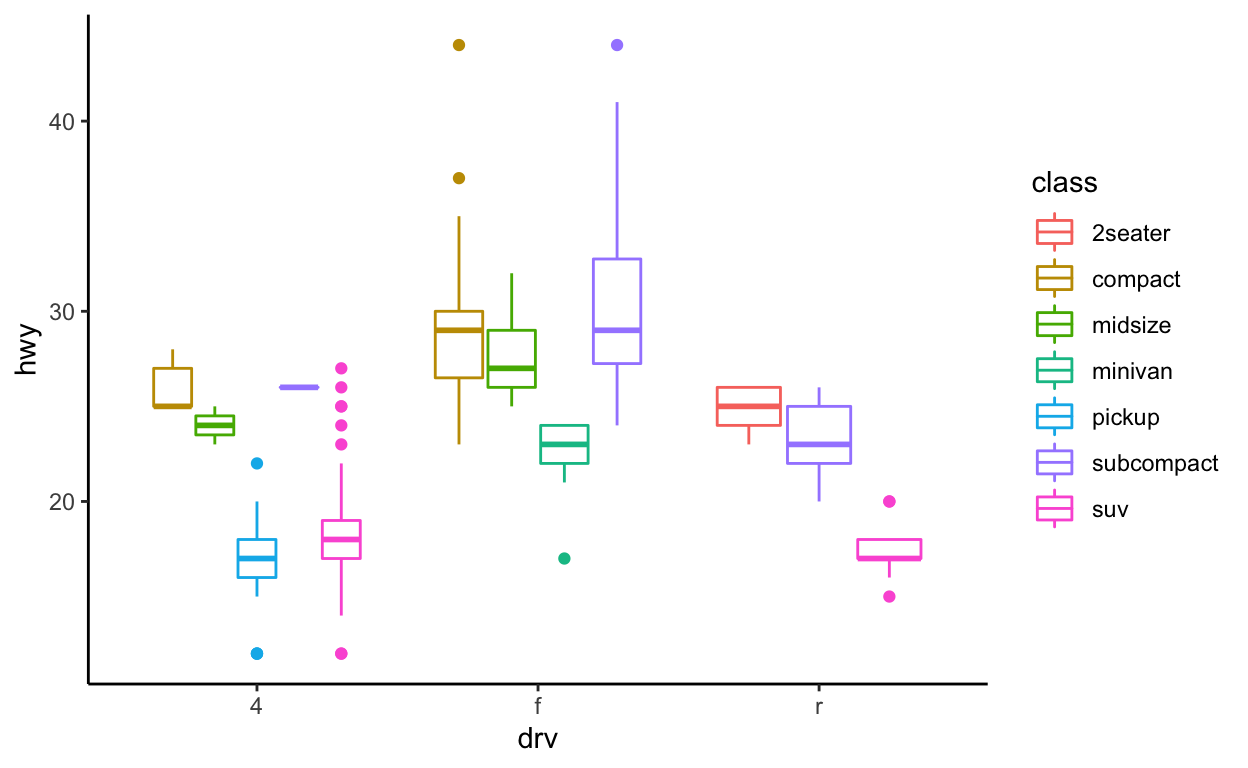 hwy
40
30
20
4
f
r
drv
class
2seater
compact
midsize
minivan
pickup
subcompact
suv